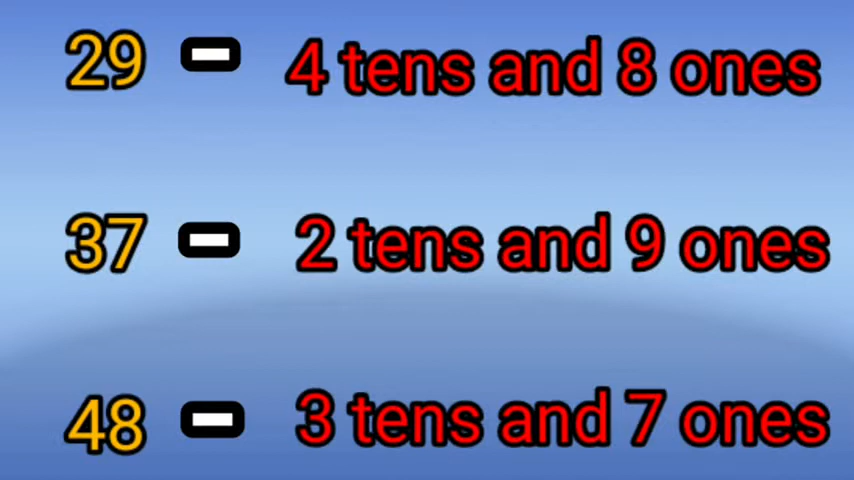 29 - 4 tens and 8 ones
37 - 2 tens and 9 ones
48 - 3 tens and 7 ones